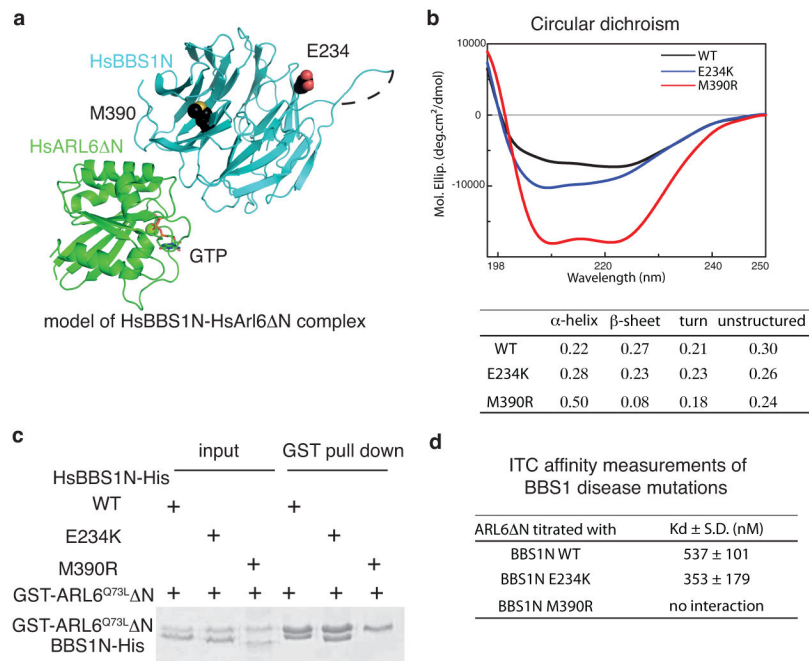 a
HsBBS1N
E234
M390
HsARL6ΔN
GTP
model of HsBBS1N-HsArl6ΔN complex
b
Circular dichroism
10000
0
-10000
Mol. Ellip. (deg.cm²/dmol)
WT
E234K
M390R
198 220 240 250
Wavelength (nm)
α-helix β-sheet turn unstructured
WT 0.22 0.27 0.21 0.30
E234K 0.28 0.23 0.23 0.26
M390R 0.50 0.08 0.18 0.24
c
input GST pull down
HsBBS1N-His
WT + +
E234K + +
M390R + +
GST-ARL6Q73LΔN + + + + + +
GST-ARL6Q73LΔN
BBS1N-His
d
ITC affinity measurements of
BBS1 disease mutations
ARL6ΔN titrated with Kd ± S.D. (nM)
BBS1N WT 537 ± 101
BBS1N E234K 353 ± 179
BBS1N M390R no interaction